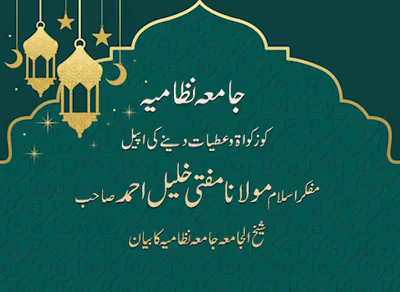 جامعہ نظامیہ
کو زکواۃ و عطیات دینے کی اپیل
مفکر اسلام مولانا مفتی خلیل احمد صاحب
شیخ الجامعہ جامعہ نظامیہ کا بیان